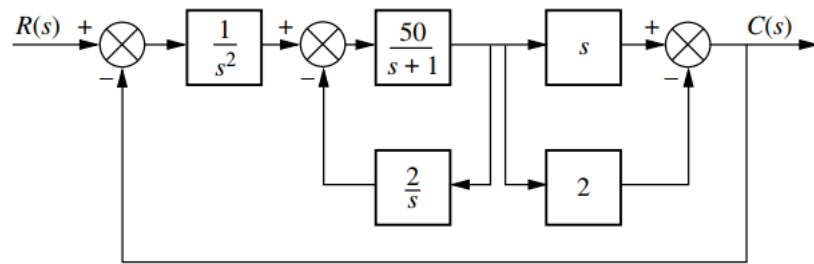 R(s) + − 1/s² + − 50/(s + 1) s + − C(s)
2/s 2